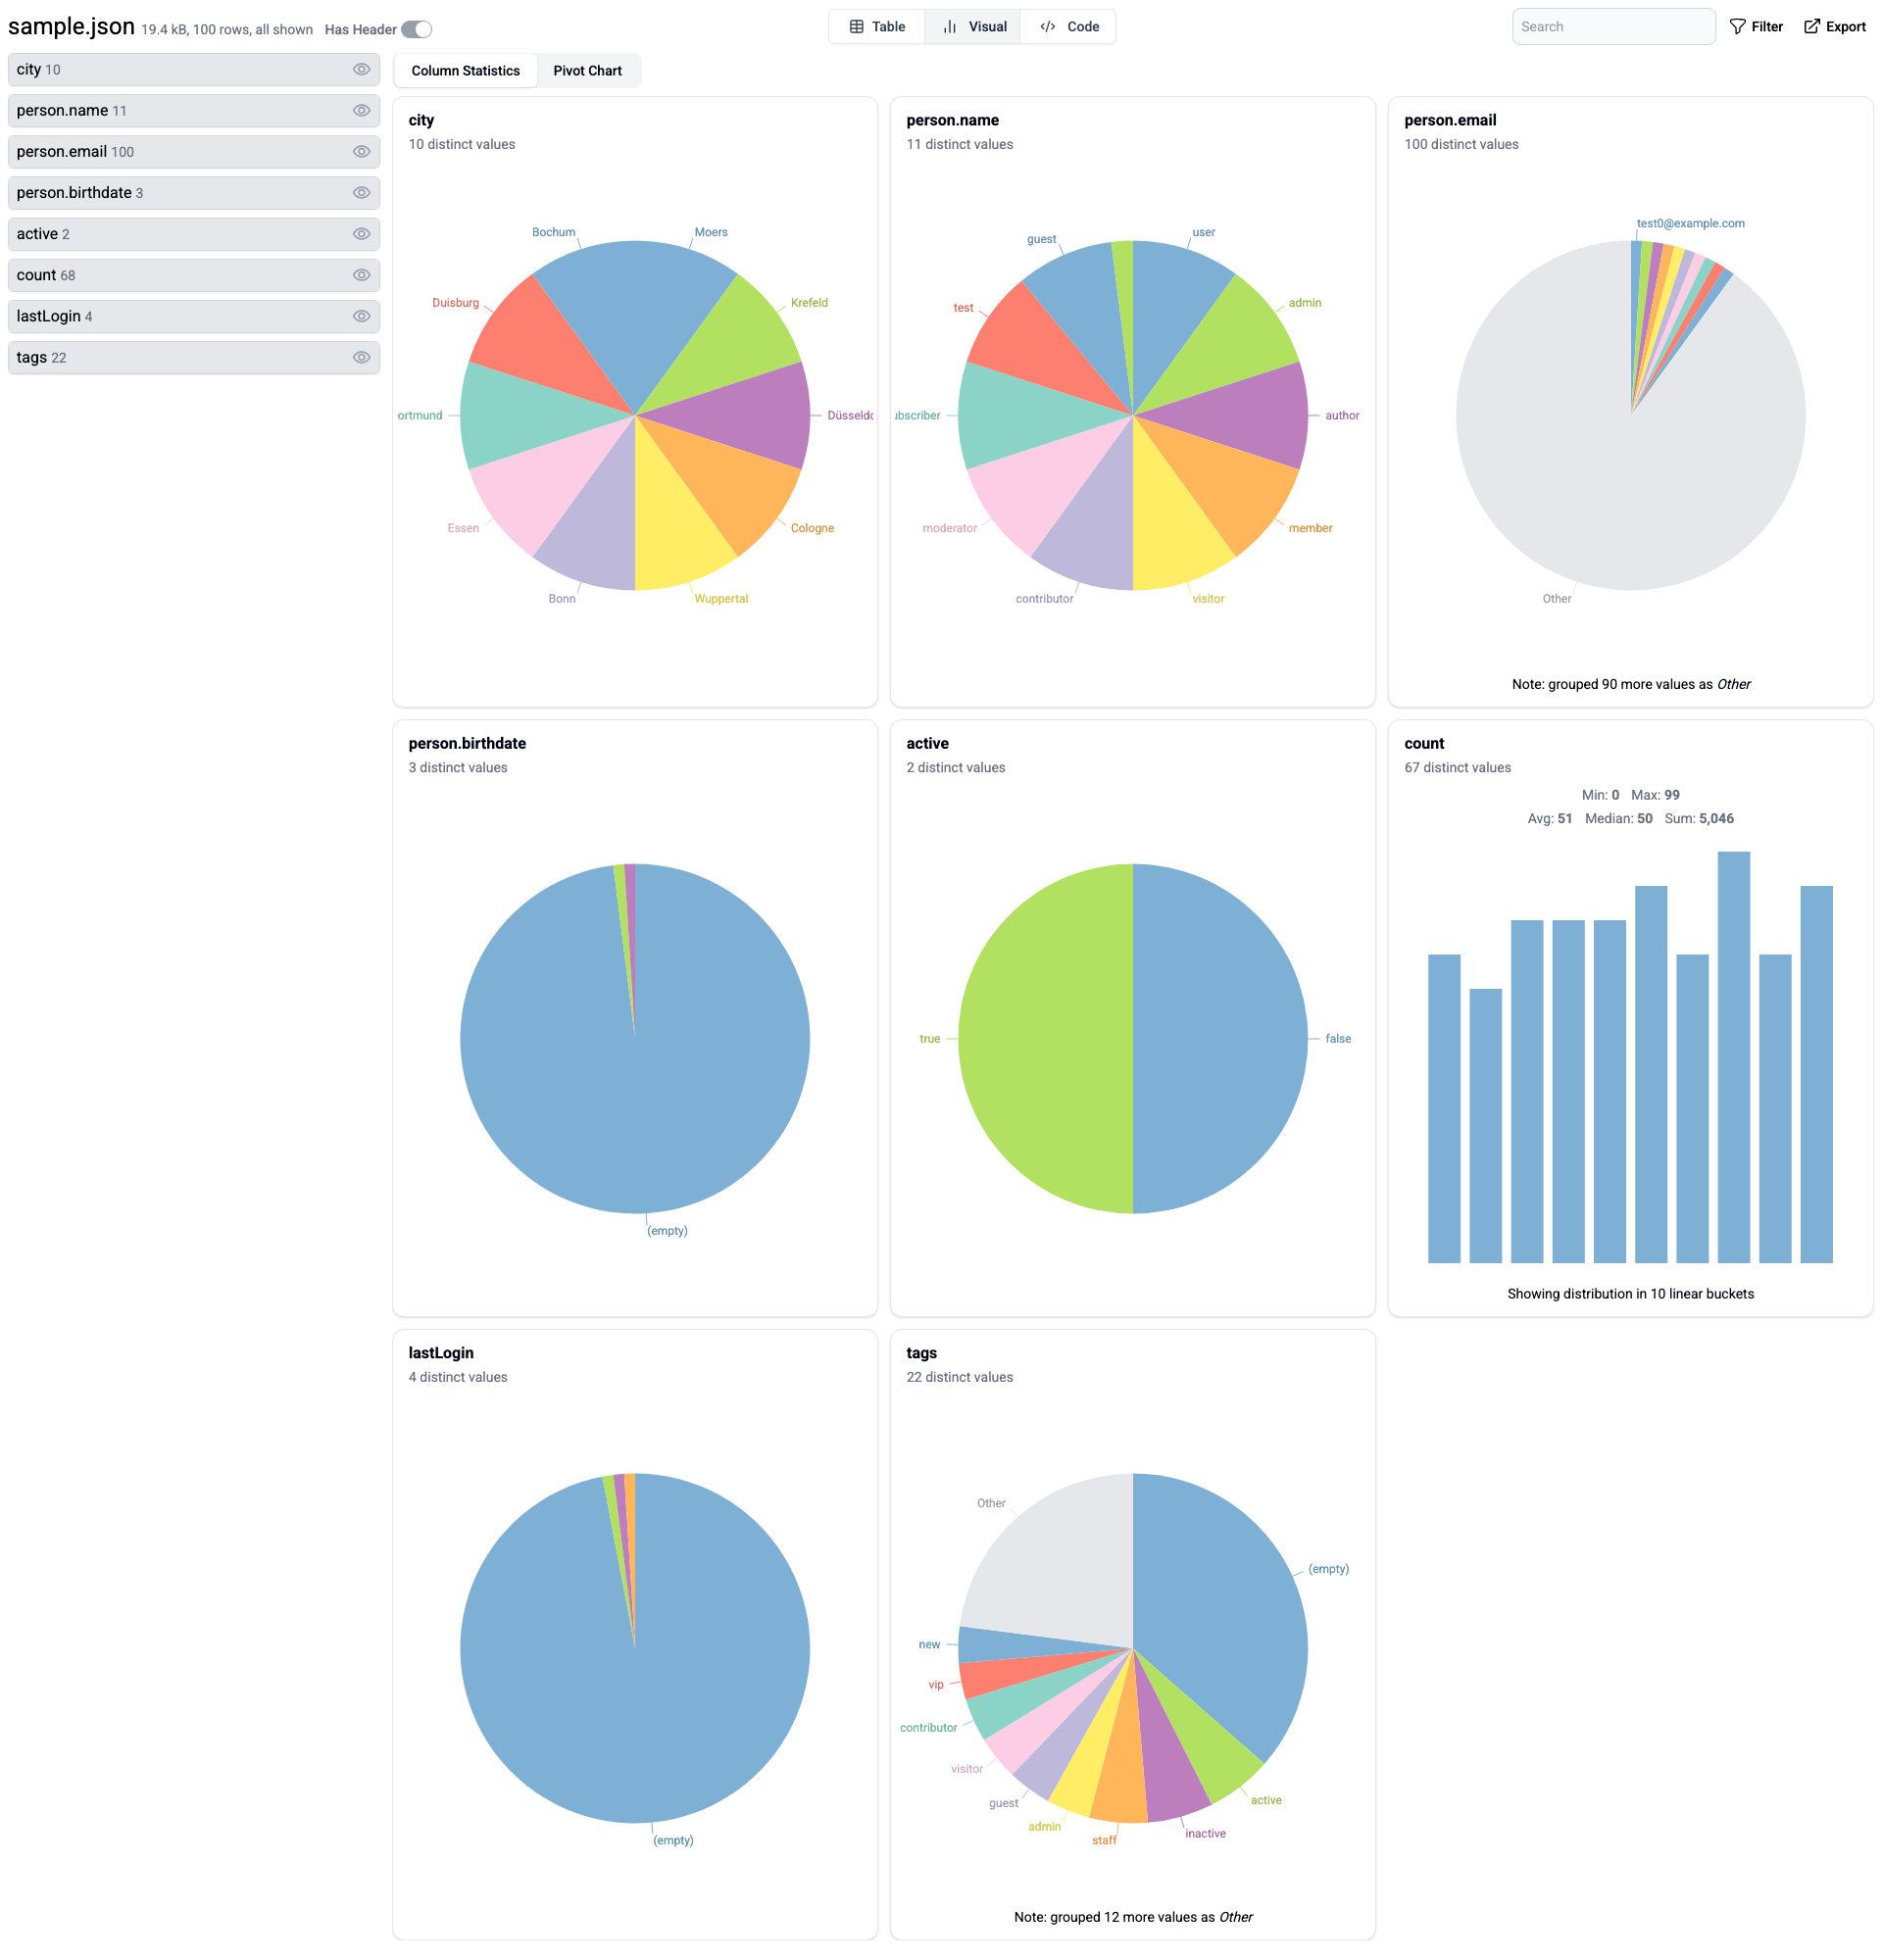 sample.json 19.4 kB, 100 rows, all shown Has Header
Table Visual Code
Search Filter Export
city 10
person.name 11
person.email 100
person.birthdate 3
active 2
count 68
lastLogin 4
tags 22
Column Statistics Pivot Chart
city
10 distinct values
Bochum
Moers
Duisburg
Krefeld
ortmund
Düsseldo
Essen
Cologne
Bonn
Wuppertal
person.name
11 distinct values
guest
user
test
admin
ubscriber
author
moderator
member
contributor
visitor
person.email
100 distinct values
test0@example.com
Other
Note: grouped 90 more values as Other
person.birthdate
3 distinct values
(empty)
active
2 distinct values
true
false
count
67 distinct values
Min: 0 Max: 99
Avg: 51 Median: 50 Sum: 5,046
Showing distribution in 10 linear buckets
lastLogin
4 distinct values
(empty)
tags
22 distinct values
Other
(empty)
new
vip
contributor
visitor
guest
admin
staff
inactive
active
Note: grouped 12 more values as Other